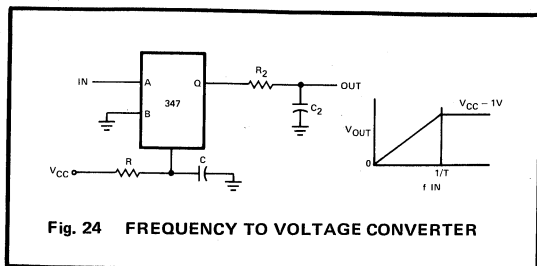 IN
A
Q
R2
OUT
347
B
C2
VCC
R
C
VOUT
VCC – 1V
0
1/T
f IN
Fig. 24 FREQUENCY TO VOLTAGE CONVERTER